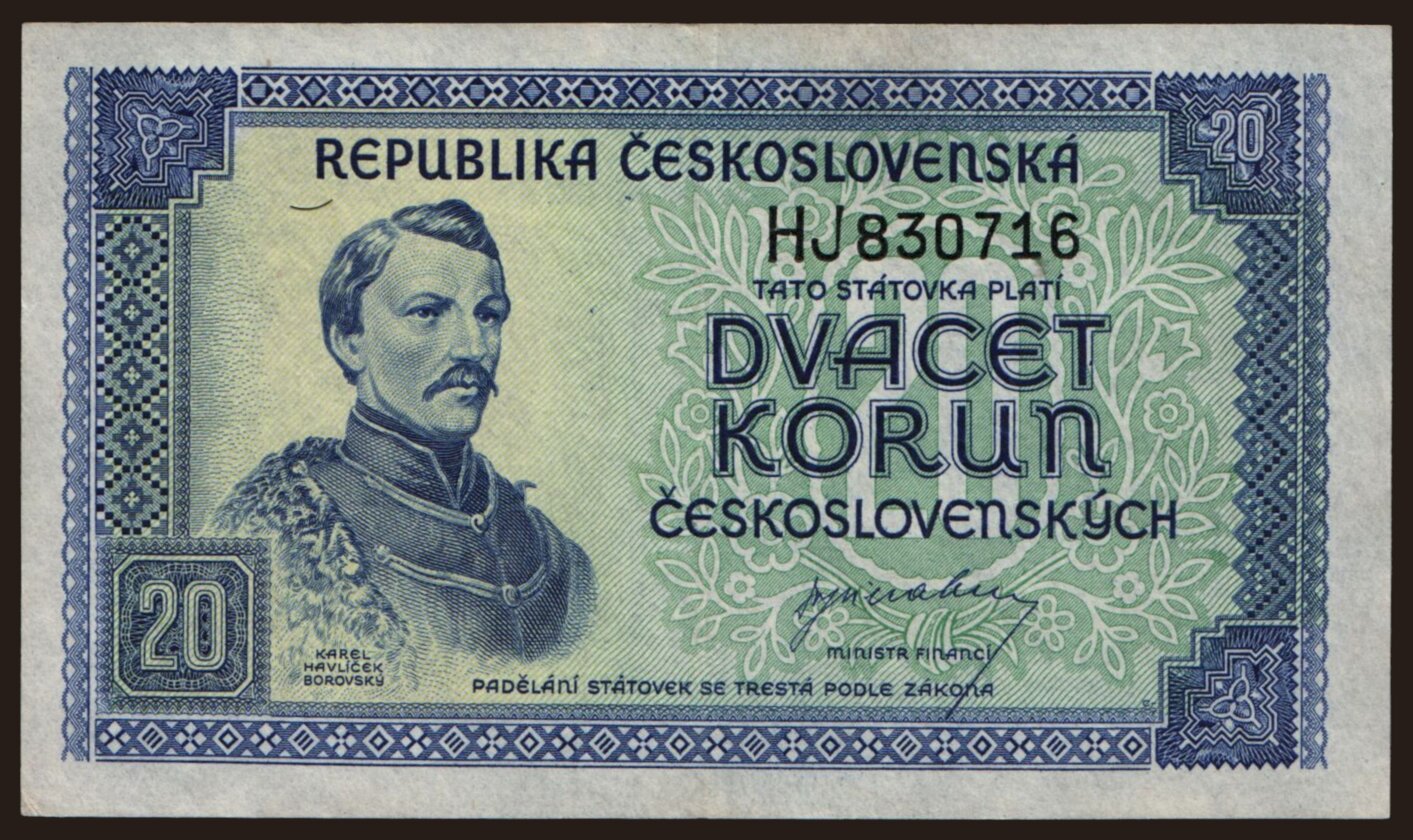 REPUBLIKA ČESKOSLOVENSKÁ
20
HJ830716
TATO STÁTOVKA PLATÍ
DVACET
KORUN
ČESKOSLOVENSKÝCH
20
20
KAREL
HAVLÍČEK
BOROVSKÝ
MINISTR FINANCÍ
PADĚLÁNÍ STÁTOVEK SE TRESTÁ PODLE ZÁKONA